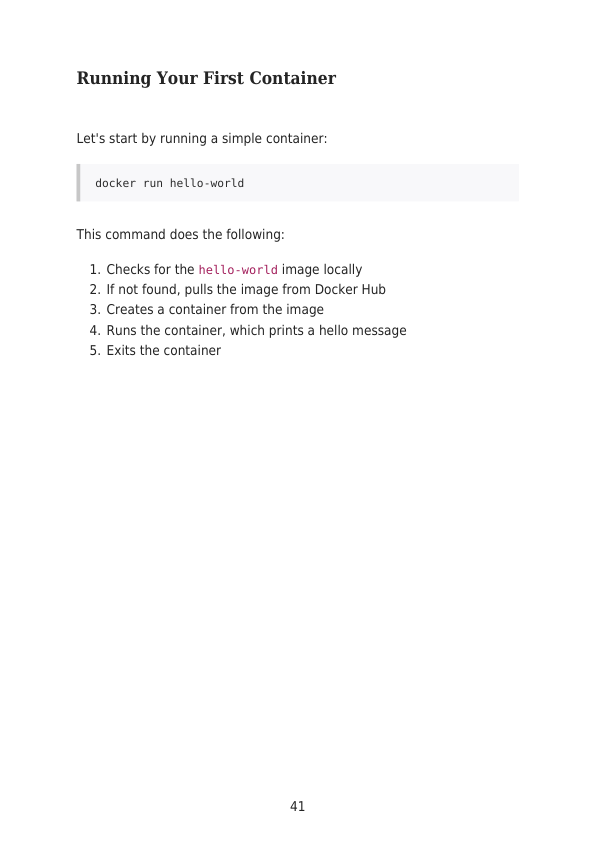 Running Your First Container
Let's start by running a simple container:
docker run hello-world
This command does the following:
1. Checks for the hello-world image locally
2. If not found, pulls the image from Docker Hub
3. Creates a container from the image
4. Runs the container, which prints a hello message
5. Exits the container
41